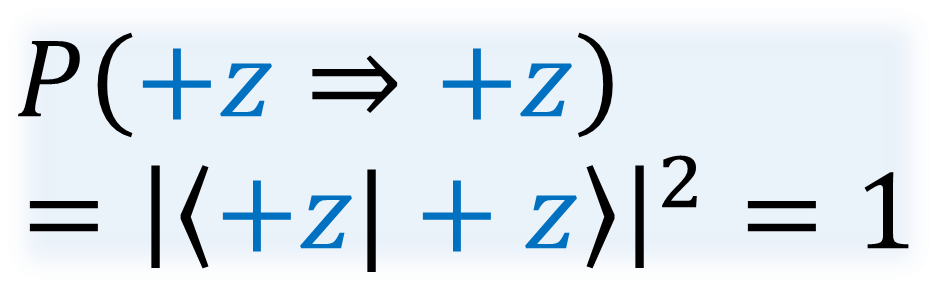 P(+z ⇒ +z)
= |⟨+z| + z⟩|² = 1